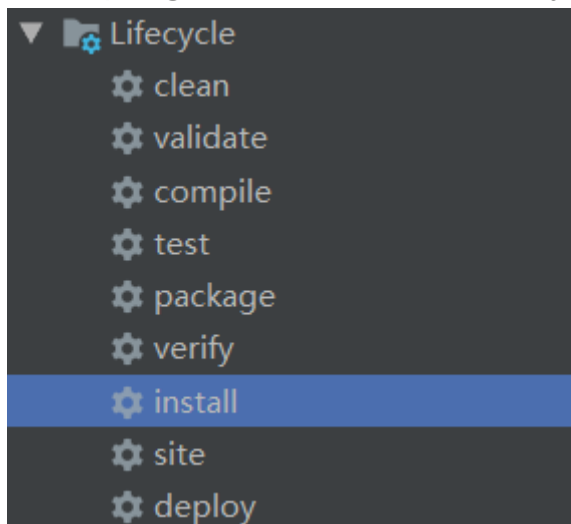 Lifecycle
clean
validate
compile
test
package
verify
install
site
deploy